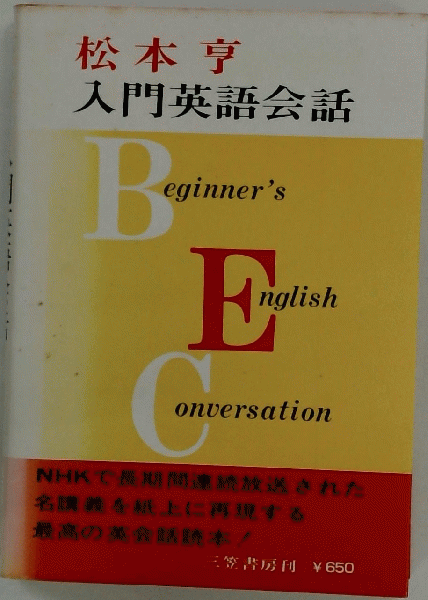 松本亨
入門英語会話
Beginner's
English
Conversation
NHKで長期間連続放送された
名講義を紙上に再現する
最高の英会話読本！
三笠書房刊 ￥650